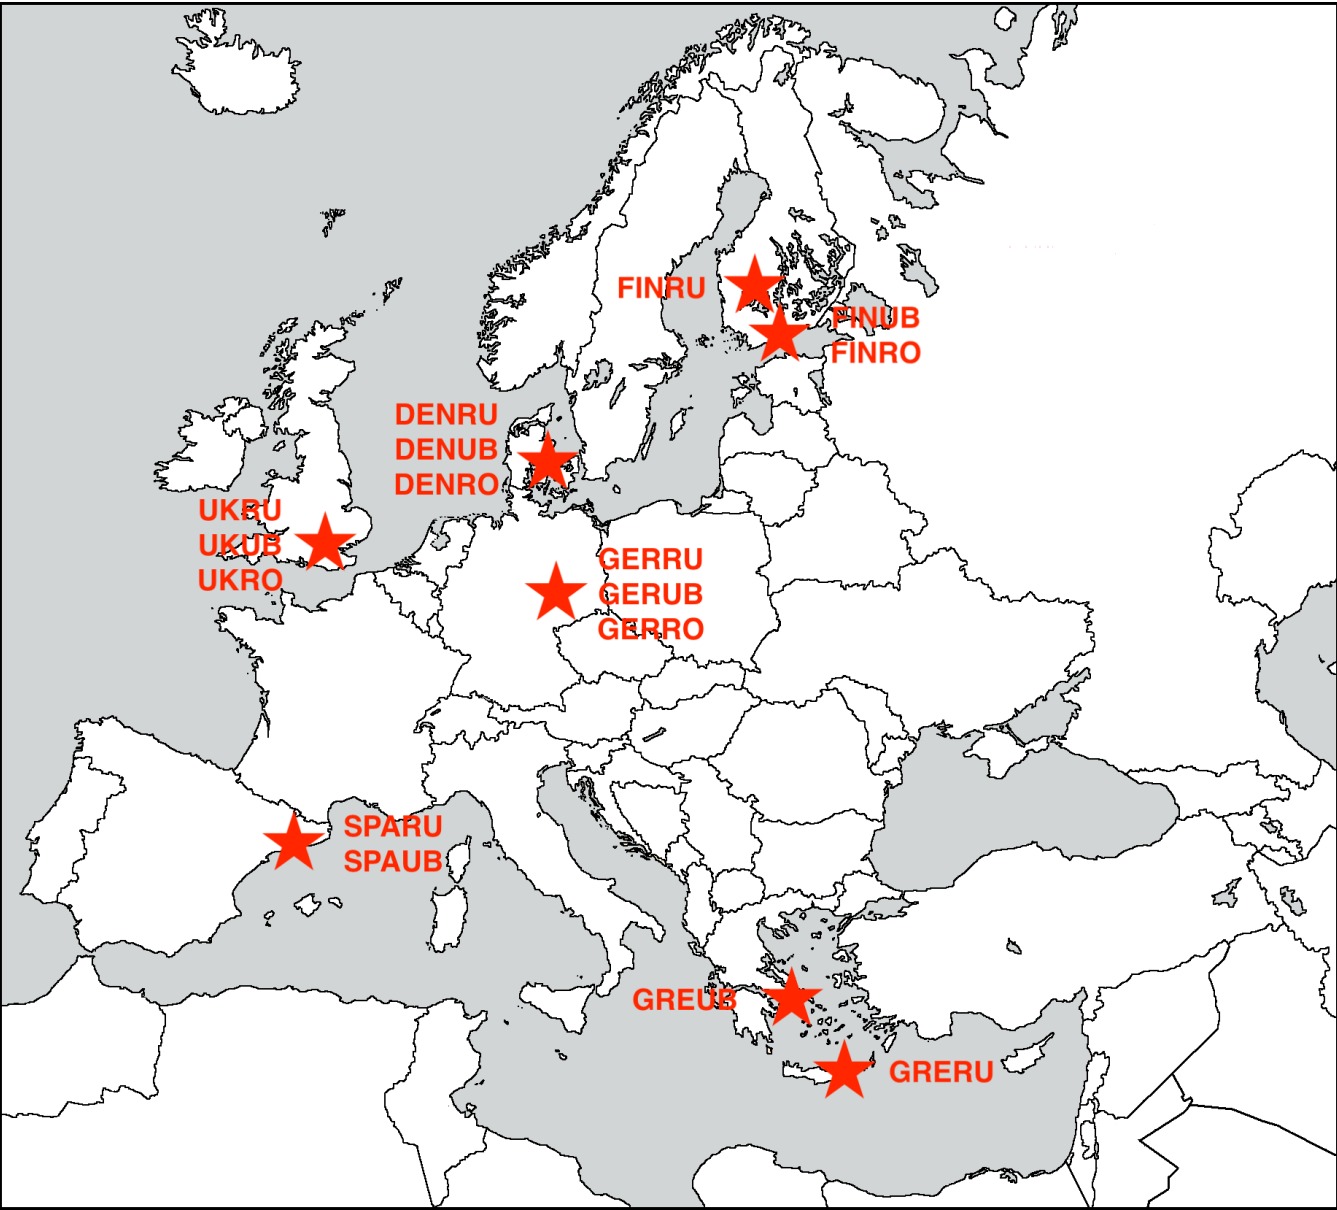 FINRU
FINUB
FINRO
DENRU
DENUB
DENRO
UKRU
UKUB
UKRO
GERRU
GERUB
GERRO
SPARU
SPAUB
GREUB
GRERU